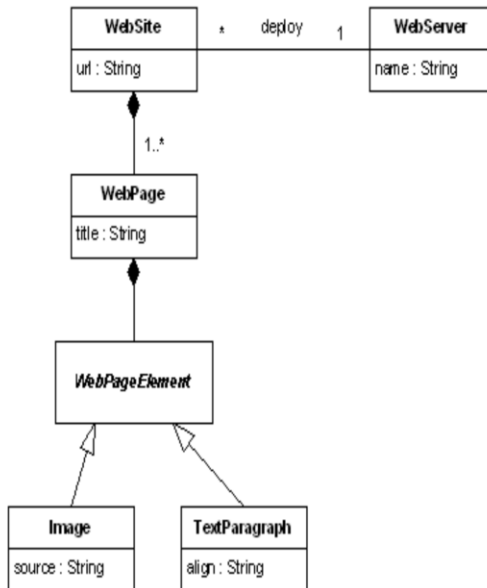 WebSite
url : String
* deploy 1
WebServer
name : String
1..*
WebPage
title : String
WebPageElement
Image
source : String
TextParagraph
align : String